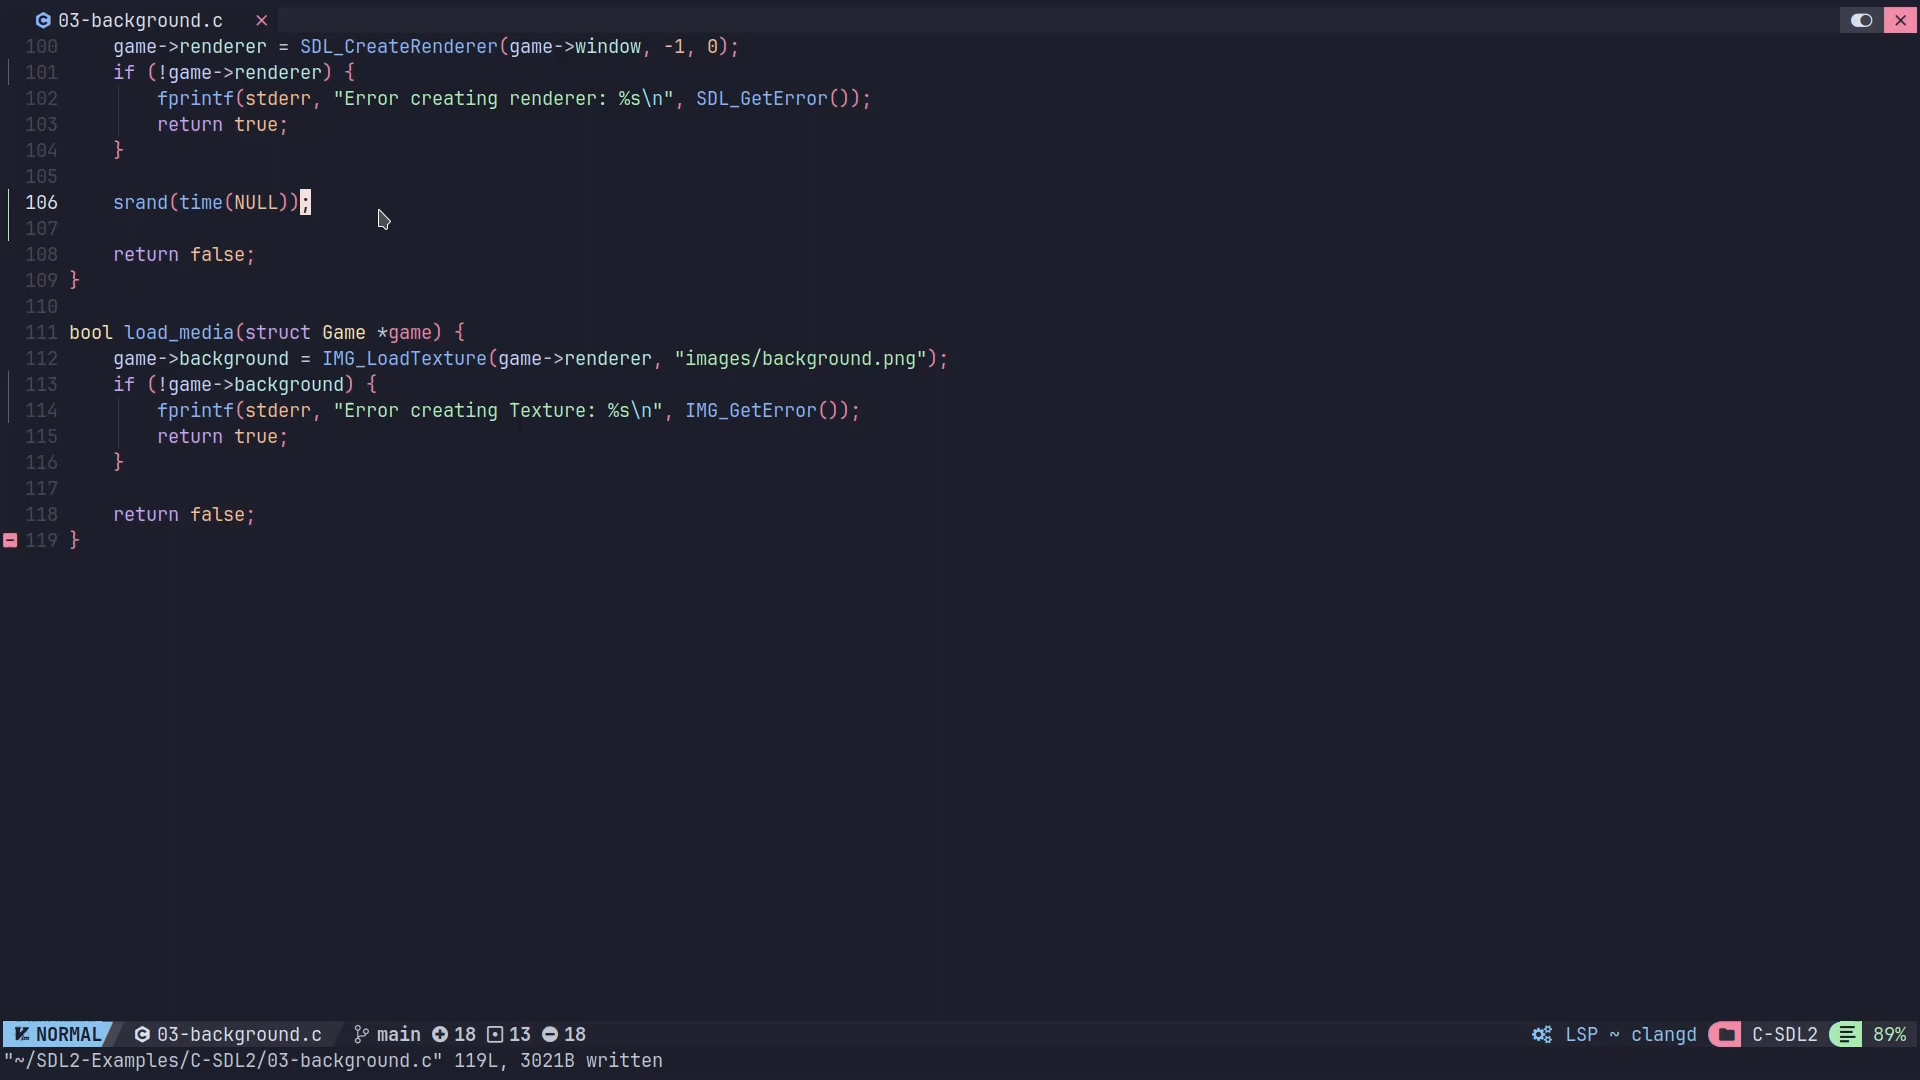 03-background.c ×
100 game->renderer = SDL_CreateRenderer(game->window, -1, 0);
101 if (!game->renderer) {
102 fprintf(stderr, "Error creating renderer: %s\n", SDL_GetError());
103 return true;
104 }
105
106 srand(time(NULL));
107
108 return false;
109 }
110
111 bool load_media(struct Game *game) {
112 game->background = IMG_LoadTexture(game->renderer, "images/background.png");
113 if (!game->background) {
114 fprintf(stderr, "Error creating Texture: %s\n", IMG_GetError());
115 return true;
116 }
117
118 return false;
119 }
NORMAL 03-background.c main 18 13 18 LSP ~ clangd C-SDL2 89%
"~/SDL2-Examples/C-SDL2/03-background.c" 119L, 3021B written